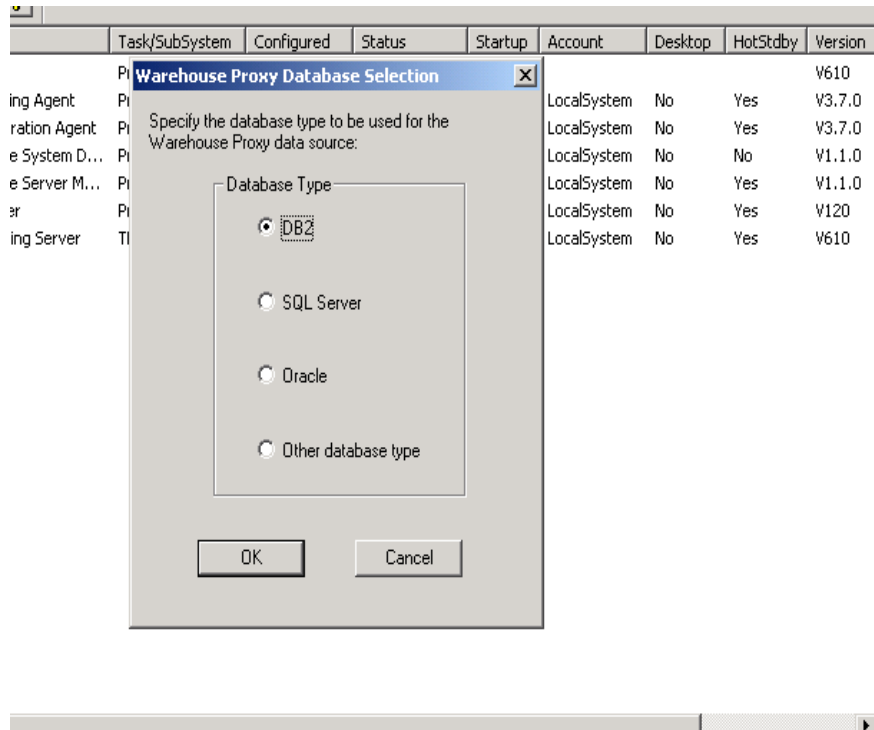 Task/SubSystem Configured Status Startup Account Desktop HotStdby Version
Warehouse Proxy Database Selection
V610
ing Agent LocalSystem No Yes V3.7.0
ration Agent LocalSystem No Yes V3.7.0
e System D... LocalSystem No No V1.1.0
e Server M... LocalSystem No Yes V1.1.0
er LocalSystem No Yes V120
ing Server LocalSystem No Yes V610
Specify the database type to be used for the
Warehouse Proxy data source:
Database Type
DB2
SQL Server
Oracle
Other database type
OK Cancel